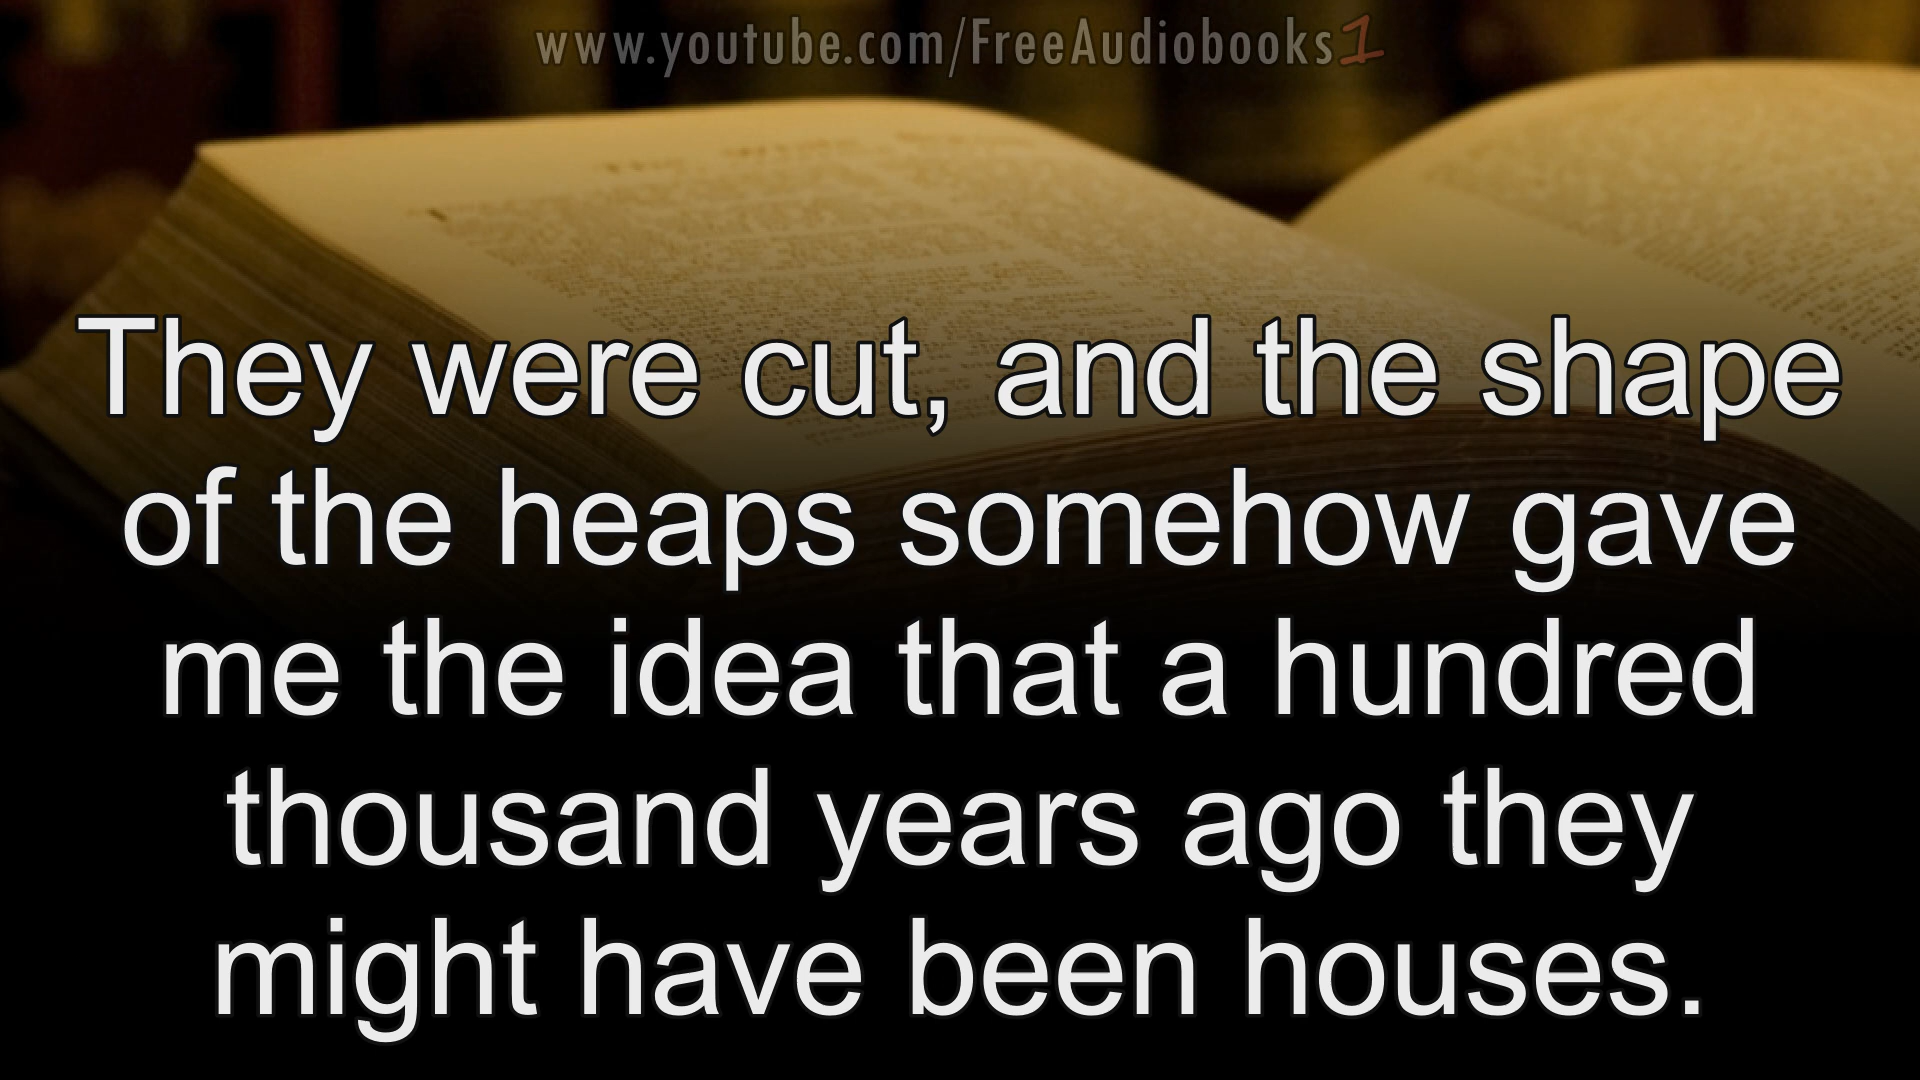 www.youtube.com/FreeAudiobooks1
They were cut, and the shape
of the heaps somehow gave
me the idea that a hundred
thousand years ago they
might have been houses.